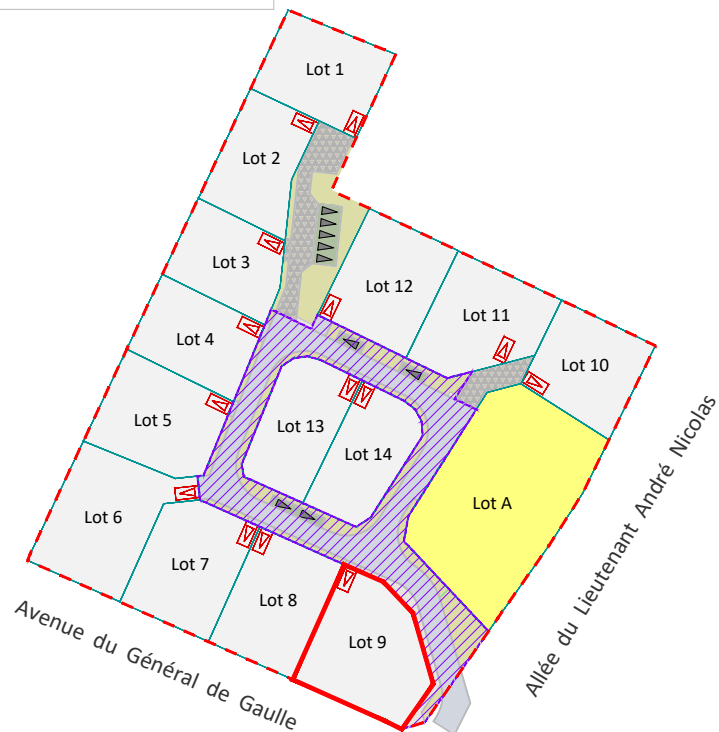 Lot 1
Lot 2
Lot 3
Lot 12
Lot 11
Lot 4
Lot 10
Lot 5
Lot 13
Lot 14
Lot A
Lot 6
Lot 7
Lot 8
Lot 9
Avenue du Général de Gaulle
Allée du Lieutenant André Nicolas